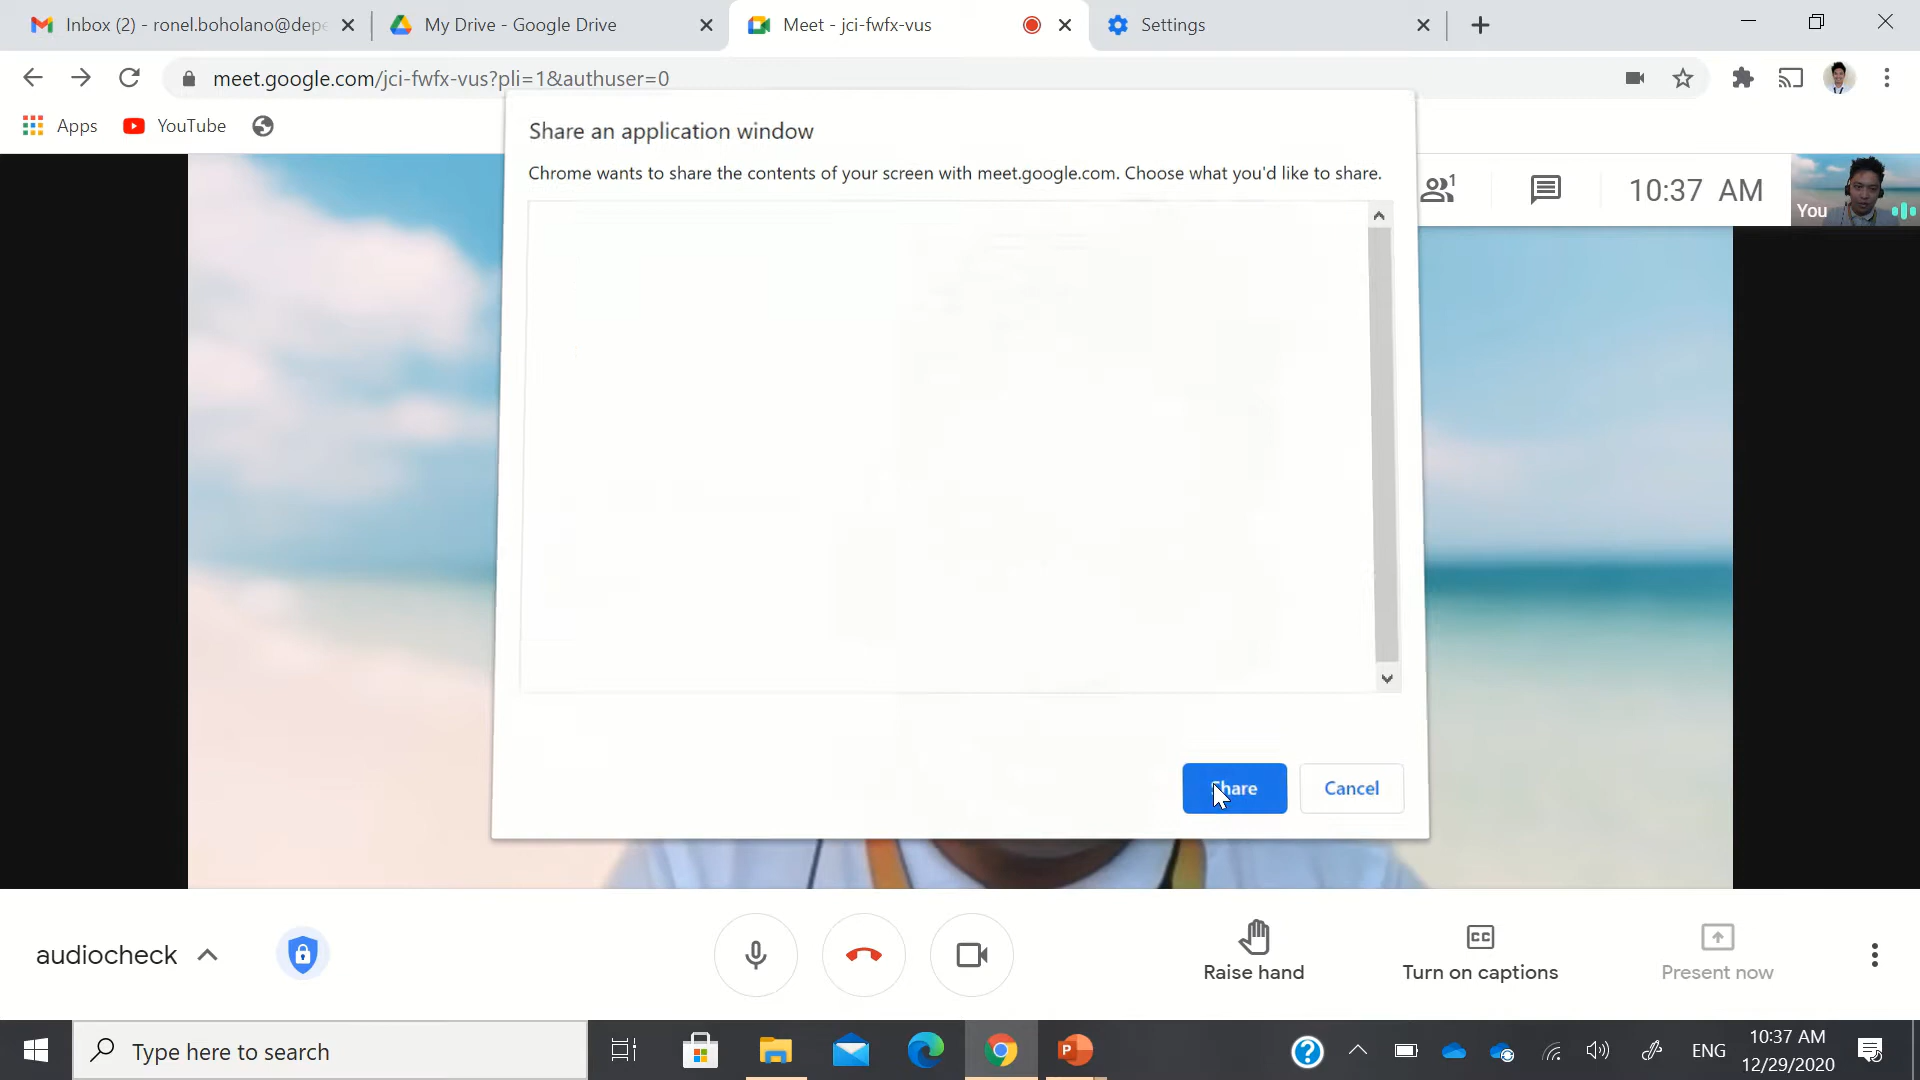 Inbox (2) - ronel.boholano@depe
My Drive - Google Drive
Meet - jci-fwfx-vus
Settings
meet.google.com/jci-fwfx-vus?pli=1&authuser=0
Apps
YouTube
Share an application window
Chrome wants to share the contents of your screen with meet.google.com. Choose what you'd like to share.
1
10:37 AM
You
Share
Cancel
audiocheck
CC
Raise hand
Turn on captions
Present now
Type here to search
P
?
ENG
10:37 AM
12/29/2020